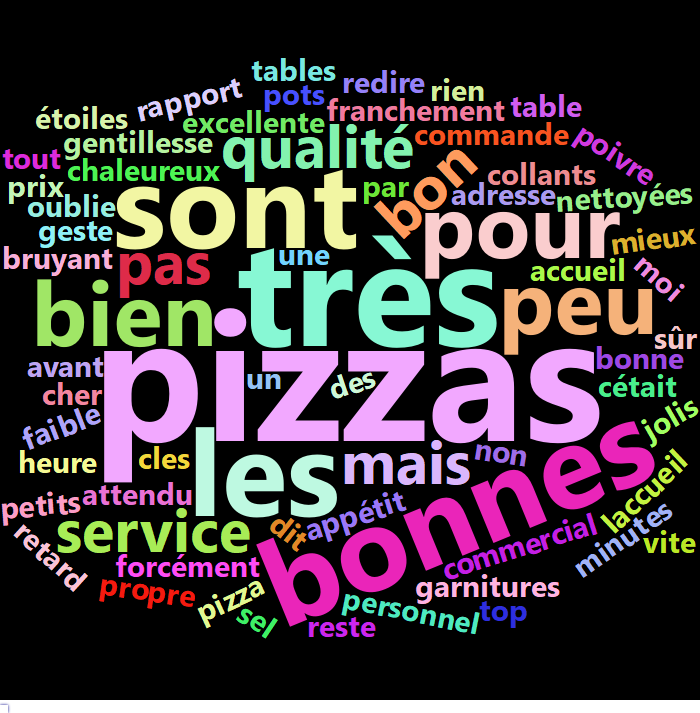 tables
redire
rien
pots
rapport
franchement
table
étoiles
excellente
gentillesse
qualité
commande
poivre
tout
chaleureux
bon
collants
prix
sont
par
adresse
nettoyées
oublie
pour
geste
mieux
bruyant
pas
une
très
accueil
moi
bien
peu
sûr
pizzas
avant
un
des
bonne
cher
cétait
faible
les
mais
non
jolis
heure
cles
bonnes
petits
attendu
appétit
laccueil
service
dit
minutes
vite
retard
forcément
commercial
propre
pizza
garnitures
sel
personnel
top
reste